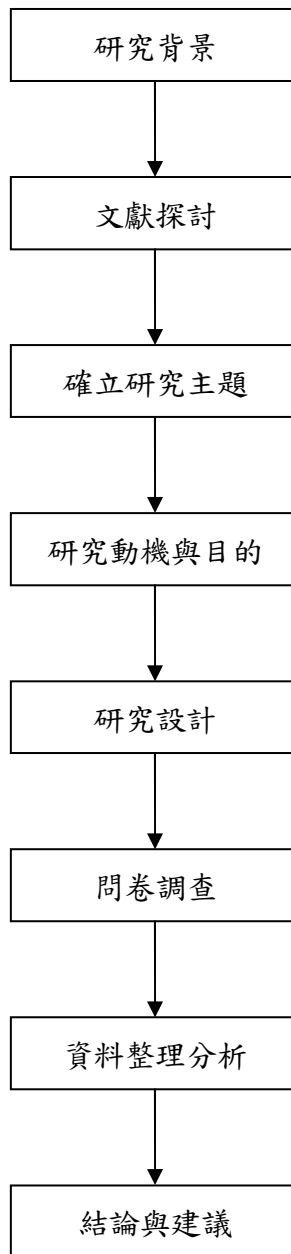 研究背景
文獻探討
確立研究主題
研究動機與目的
研究設計
問卷調查
資料整理分析
結論與建議